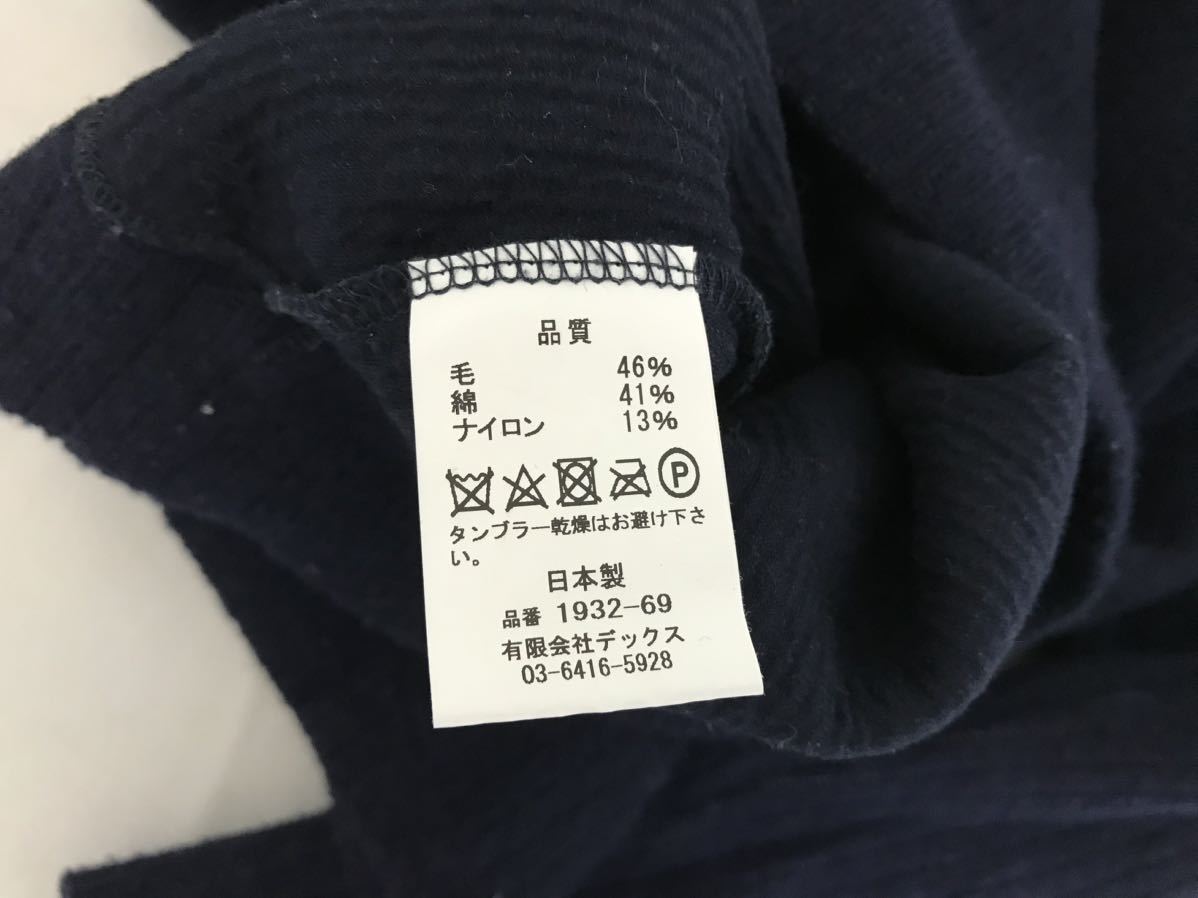 品質
毛 46%
綿 41%
ナイロン 13%
P
タンブラー乾燥はお避け下さ
い。
日本製
品番 1932-69
有限会社デックス
03-6416-5928